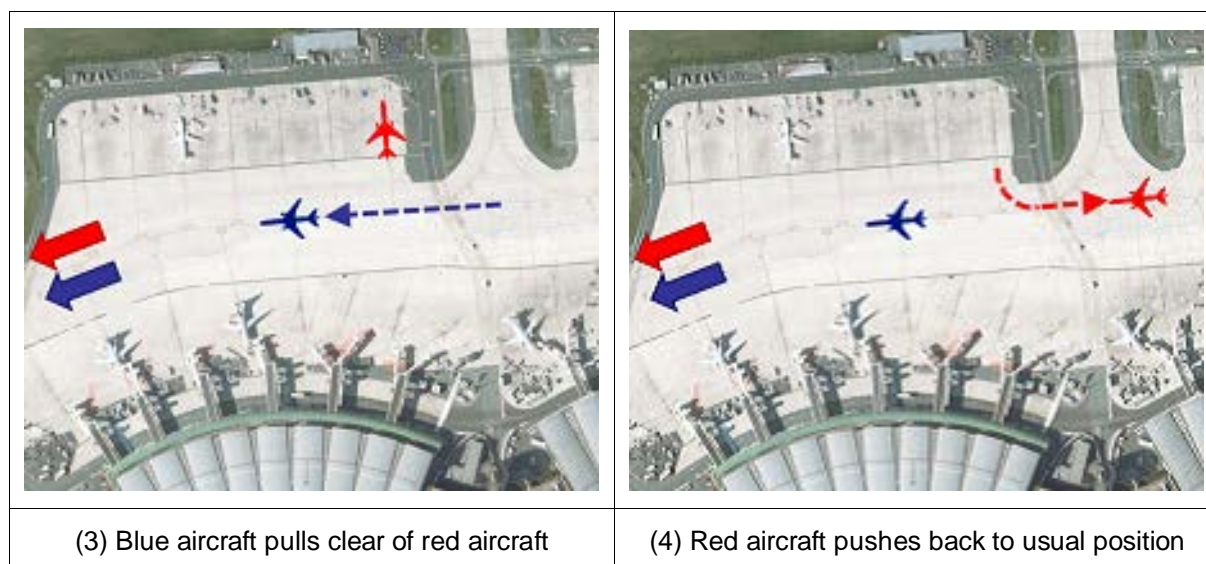 (3) Blue aircraft pulls clear of red aircraft
(4) Red aircraft pushes back to usual position